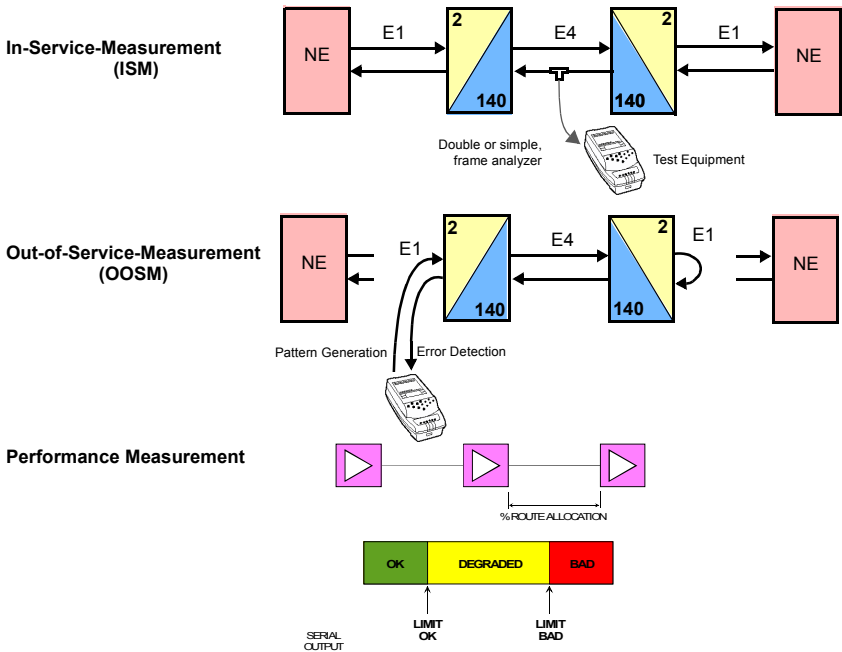 In-Service-Measurement
(ISM)
NE
E1
2
140
E4
2
140
E1
NE
Double or simple,
frame analyzer
Test Equipment
Out-of-Service-Measurement
(OOSM)
NE
E1
2
140
E4
2
140
E1
NE
Pattern Generation
Error Detection
Performance Measurement
% ROUTE ALLOCATION
OK
DEGRADED
BAD
LIMIT
OK
LIMIT
BAD
SERIAL
OUTPUT